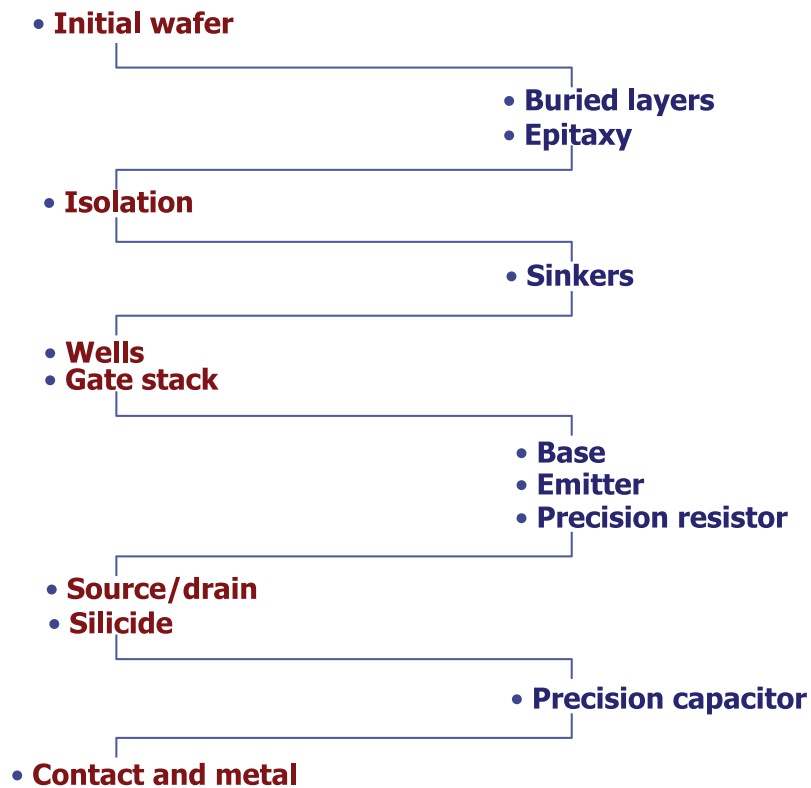 • Initial wafer
• Buried layers
• Epitaxy
• Isolation
• Sinkers
• Wells
• Gate stack
• Base
• Emitter
• Precision resistor
• Source/drain
• Silicide
• Precision capacitor
• Contact and metal